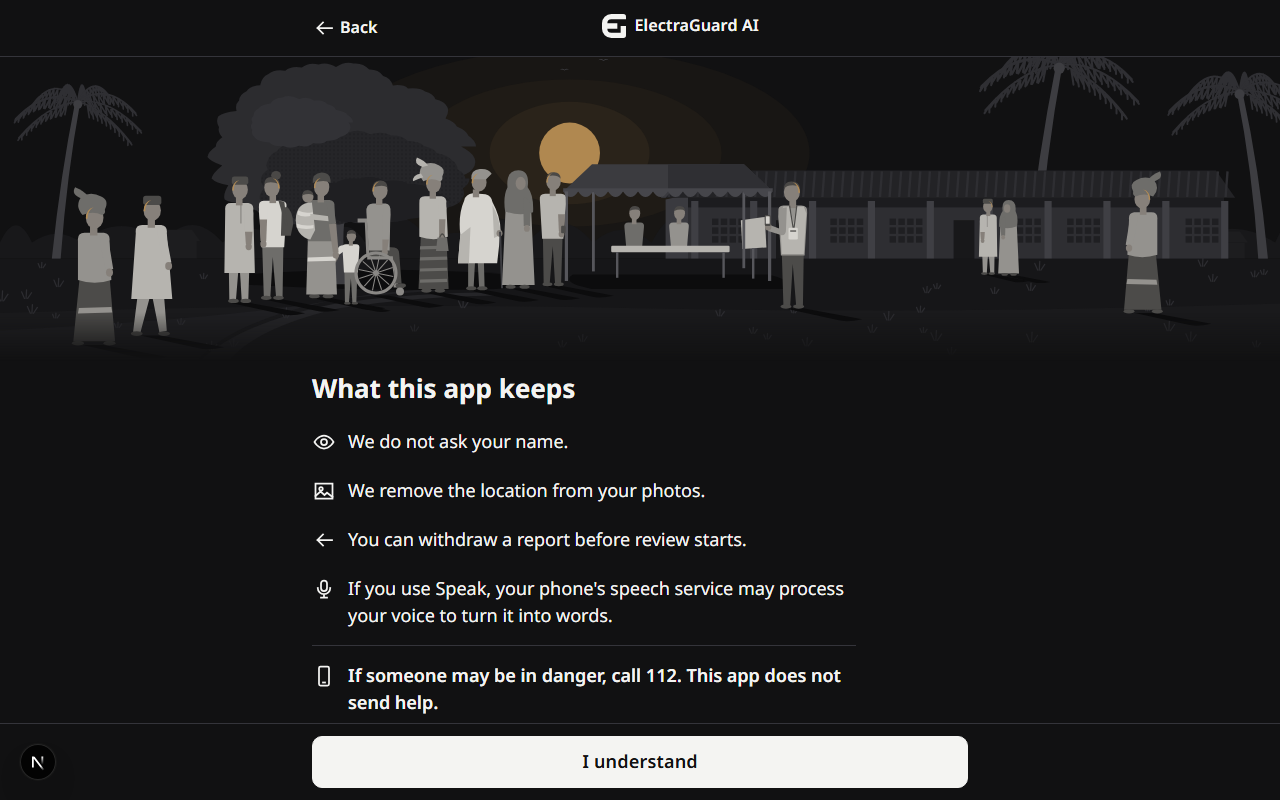 Back
ElectraGuard AI
What this app keeps
We do not ask your name.
We remove the location from your photos.
You can withdraw a report before review starts.
If you use Speak, your phone's speech service may process
your voice to turn it into words.
If someone may be in danger, call 112. This app does not
send help.
I understand
N